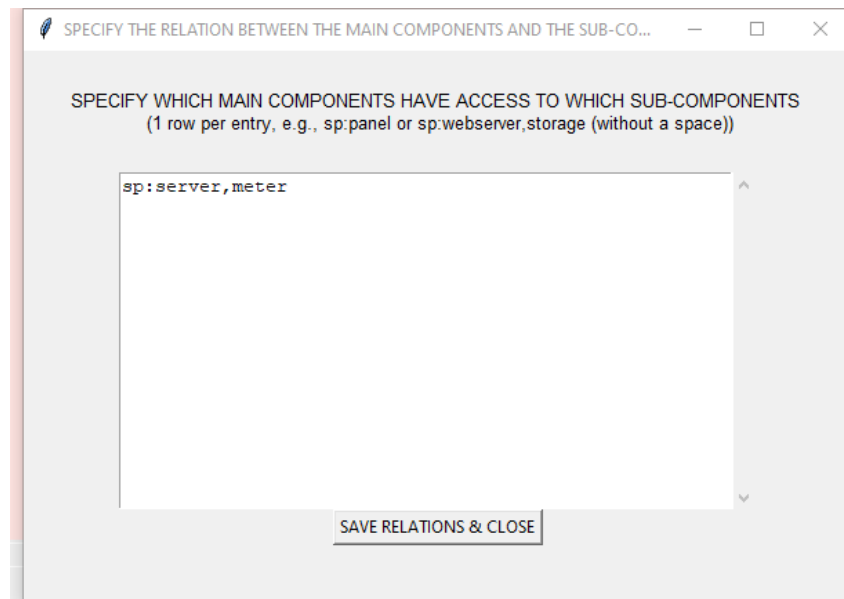 SPECIFY THE RELATION BETWEEN THE MAIN COMPONENTS AND THE SUB-CO...
SPECIFY WHICH MAIN COMPONENTS HAVE ACCESS TO WHICH SUB-COMPONENTS
(1 row per entry, e.g., sp:panel or sp:webserver,storage (without a space))
sp:server,meter
SAVE RELATIONS & CLOSE